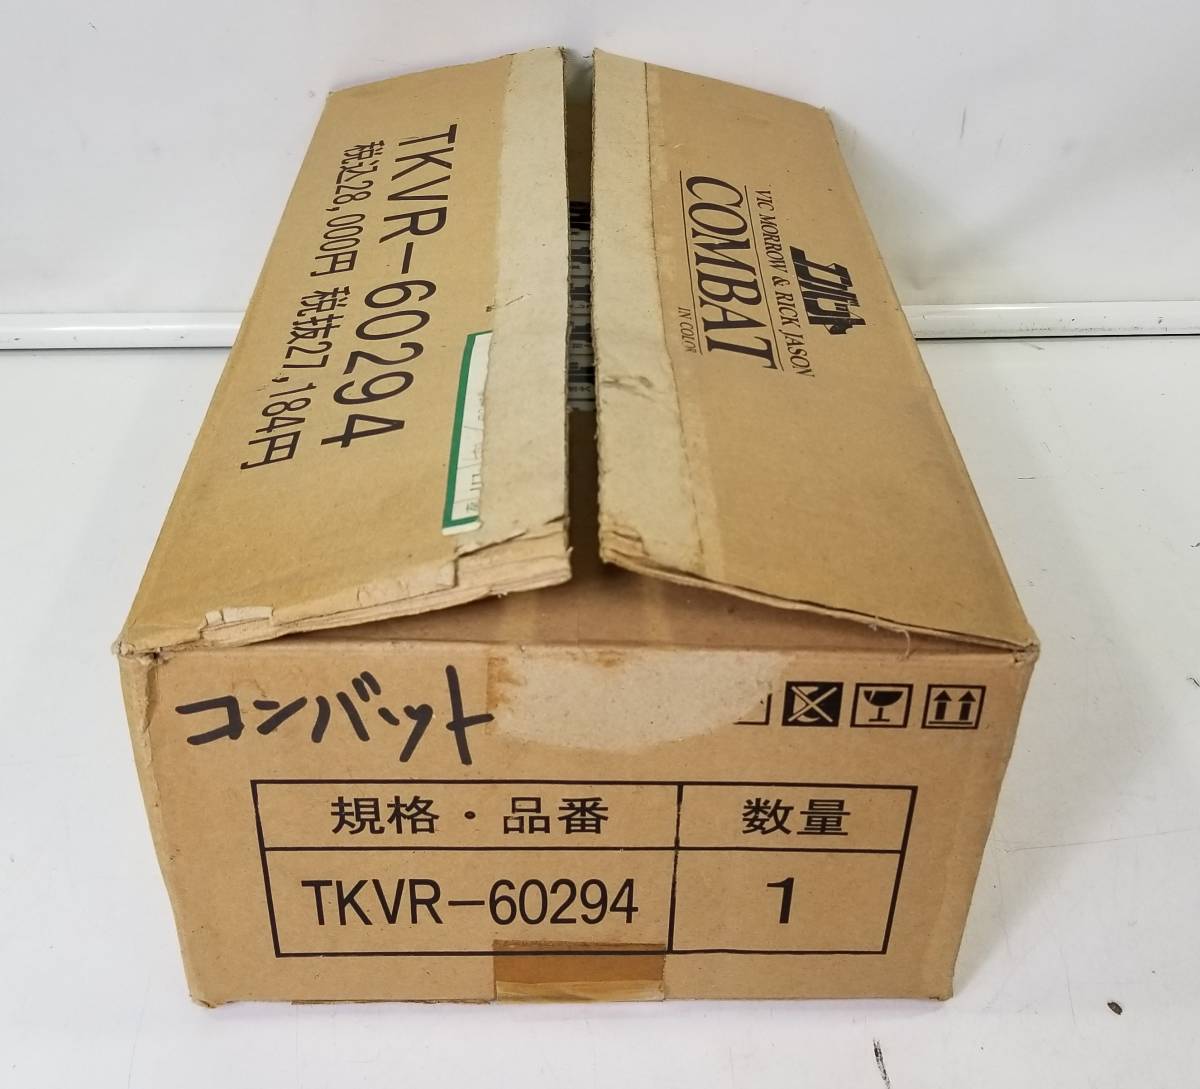 TKVR-60294
税込28,000円 税抜27,184円
コンバット
VIC MORROW & RICK JASON
COMBAT
IN COLOR
コンバット
規格・品番 数量
TKVR-60294 1